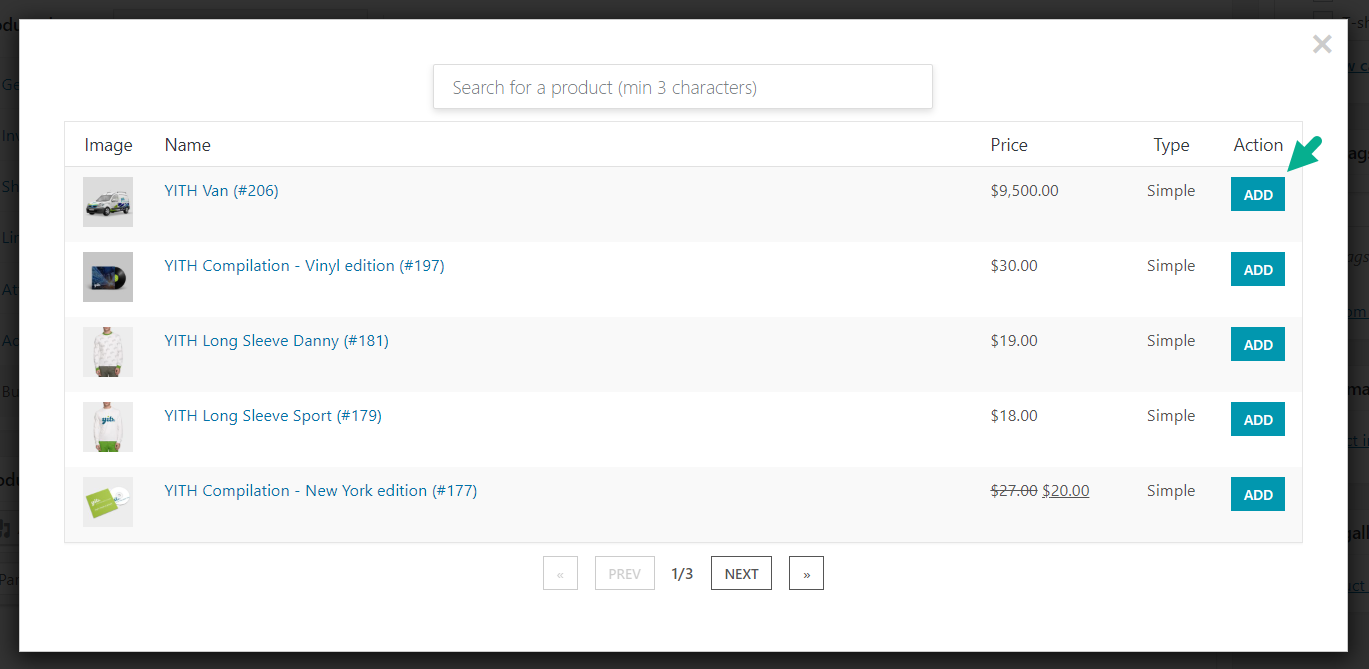 ×
Search for a product (min 3 characters)
Image Name Price Type Action
YITH Van (#206) $9,500.00 Simple ADD
YITH Compilation - Vinyl edition (#197) $30.00 Simple ADD
YITH Long Sleeve Danny (#181) $19.00 Simple ADD
YITH Long Sleeve Sport (#179) $18.00 Simple ADD
YITH Compilation - New York edition (#177) $27.00 $20.00 Simple ADD
« PREV 1/3 NEXT »